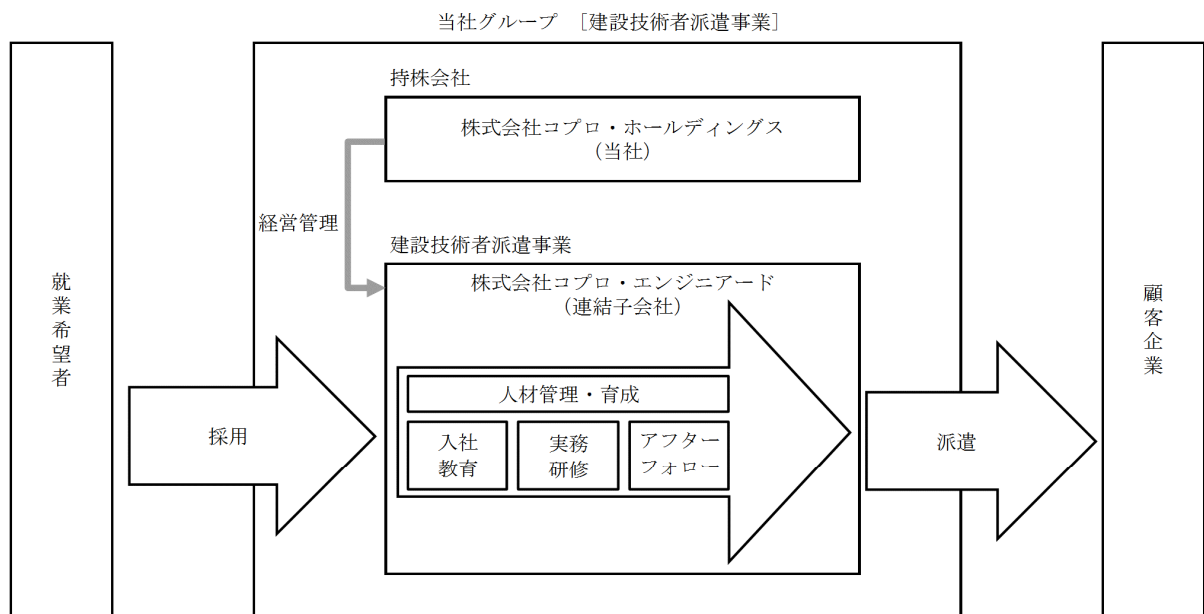 当社グループ ［建設技術者派遣事業］
持株会社
株式会社コプロ・ホールディングス
（当社）
経営管理
建設技術者派遣事業
株式会社コプロ・エンジニアード
（連結子会社）
就業希望者
採用
人材管理・育成
入社
教育
実務
研修
アフター
フォロー
派遣
顧客企業